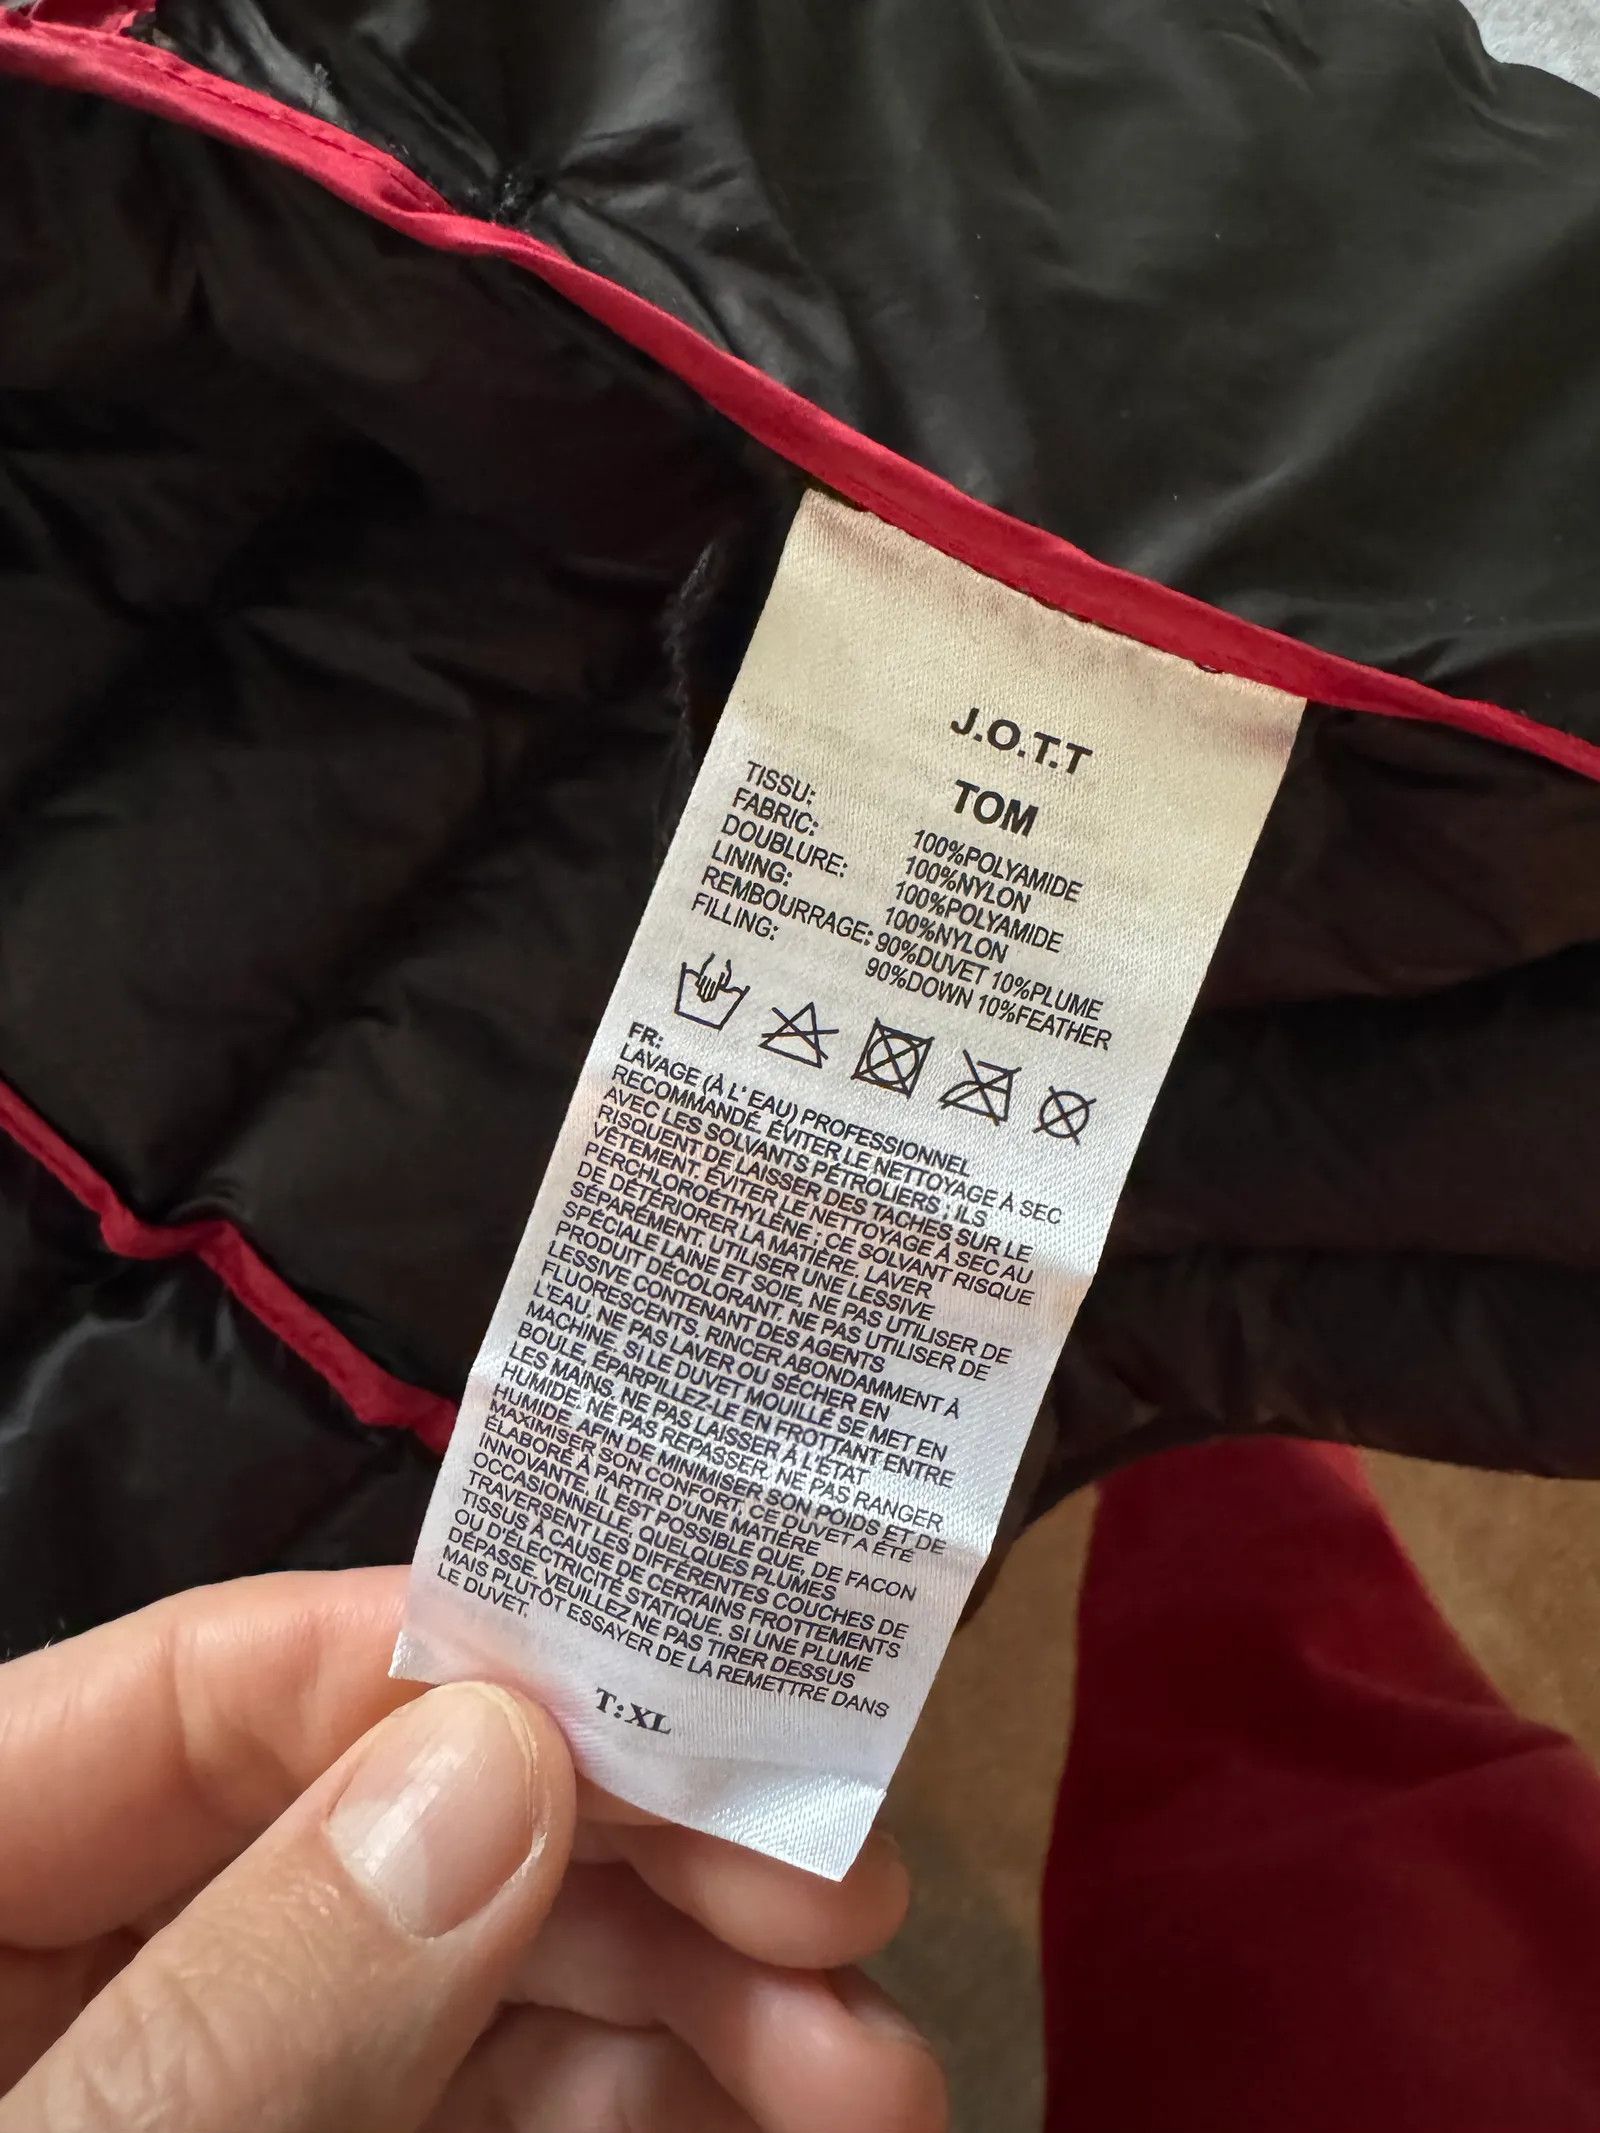 J.O.T.T
TOM
TISSU: 100%POLYAMIDE
FABRIC: 100%NYLON
DOUBLURE: 100%POLYAMIDE
LINING: 100%NYLON
REMBOURRAGE: 90%DUVET 10%PLUME
FILLING: 90%DOWN 10%FEATHER
FR:
LAVAGE (À L' EAU) PROFESSIONNEL
RECOMMANDÉ. ÉVITER LE NETTOYAGE À SEC
AVEC LES SOLVANTS PÉTROLIERS ; ILS
RISQUENT DE LAISSER DES TACHES SUR LE
VÊTEMENT. ÉVITER LE NETTOYAGE À SEC AU
PERCHLOROÉTHYLÈNE ; CE SOLVANT RISQUE
DE DÉTÉRIORER LA MATIÈRE. LAVER
SÉPARÉMENT. UTILISER UNE LESSIVE
SPÉCIALE LAINE ET SOIE. NE PAS UTILISER DE
PRODUIT DÉCOLORANT. NE PAS UTILISER DE
LESSIVE CONTENANT DES AGENTS
FLUORESCENTS. RINCER ABONDAMMENT À
L'EAU. NE PAS LAVER OU SÉCHER EN
MACHINE. SI LE DUVET MOUILLÉ SE MET EN
BOULE, ÉPARPILLEZ-LE EN FROTTANT ENTRE
LES MAINS. NE PAS LAISSER À L'ÉTAT
HUMIDE. NE PAS REPASSER. NE PAS RANGER
HUMIDE. AFIN DE MINIMISER SON POIDS ET DE
MAXIMISER SON CONFORT, CE DUVET A ÉTÉ
ÉLABORÉ À PARTIR D'UNE MATIÈRE
INNOVANTE. IL EST POSSIBLE QUE, DE FAÇON
OCCASIONNELLE, QUELQUES PLUMES
TRAVERSENT LES DIFFÉRENTES COUCHES DE
TISSUS À CAUSE DE CERTAINS FROTTEMENTS
OU D'ÉLECTRICITÉ STATIQUE. SI UNE PLUME
DÉPASSE, VEUILLEZ NE PAS TIRER DESSUS
MAIS PLUTÔT ESSAYER DE LA REMETTRE DANS
LE DUVET.
T: XL